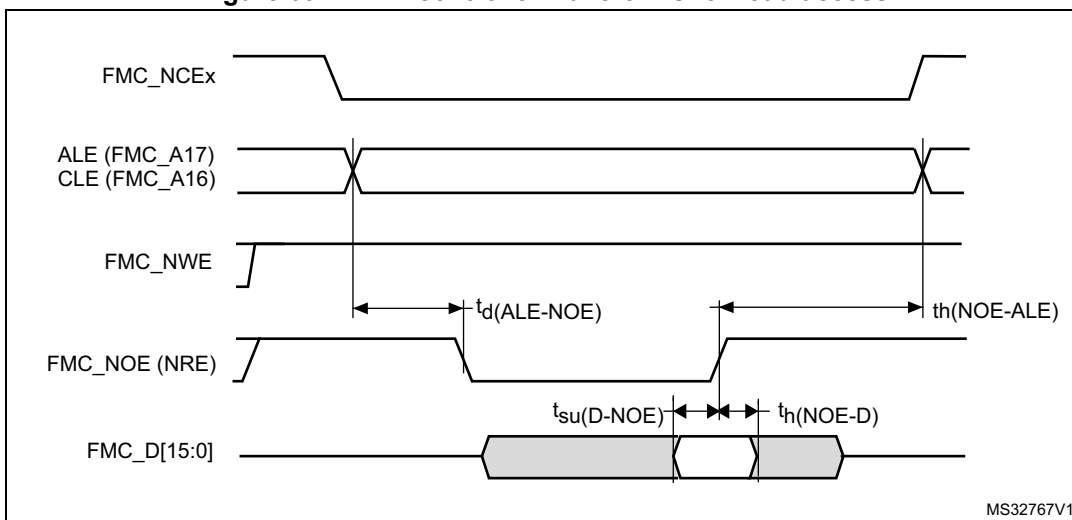 FMC_NCEx
ALE (FMC_A17)
CLE (FMC_A16)
FMC_NWE
td(ALE-NOE)
th(NOE-ALE)
FMC_NOE (NRE)
tsu(D-NOE)
th(NOE-D)
FMC_D[15:0]
MS32767V1